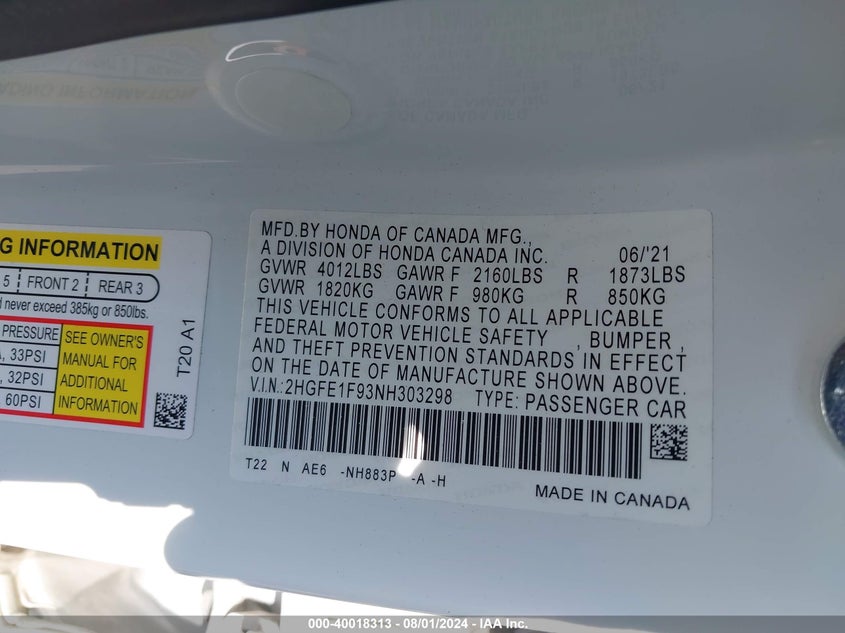 MFD.BY HONDA OF CANADA MFG.,
A DIVISION OF HONDA CANADA INC. 06/'21
GVWR 4012LBS GAWR F 2160LBS R 1873LBS
GVWR 1820KG GAWR F 980KG R 850KG
THIS VEHICLE CONFORMS TO ALL APPLICABLE
FEDERAL MOTOR VEHICLE SAFETY , BUMPER ,
AND THEFT PREVENTION STANDARDS IN EFFECT
ON THE DATE OF MANUFACTURE SHOWN ABOVE.
V.I.N.:2HGFE1F93NH303298 TYPE: PASSENGER CAR
T22 N AE6 -NH883P -A -H
MADE IN CANADA
G INFORMATION
5 FRONT 2 REAR 3
d never exceed 385kg or 850lbs.
PRESSURE SEE OWNER'S
, 33PSI MANUAL FOR
, 32PSI ADDITIONAL
60PSI INFORMATION
T20 A1
000-40018313 - 08/01/2024 - IAA Inc.